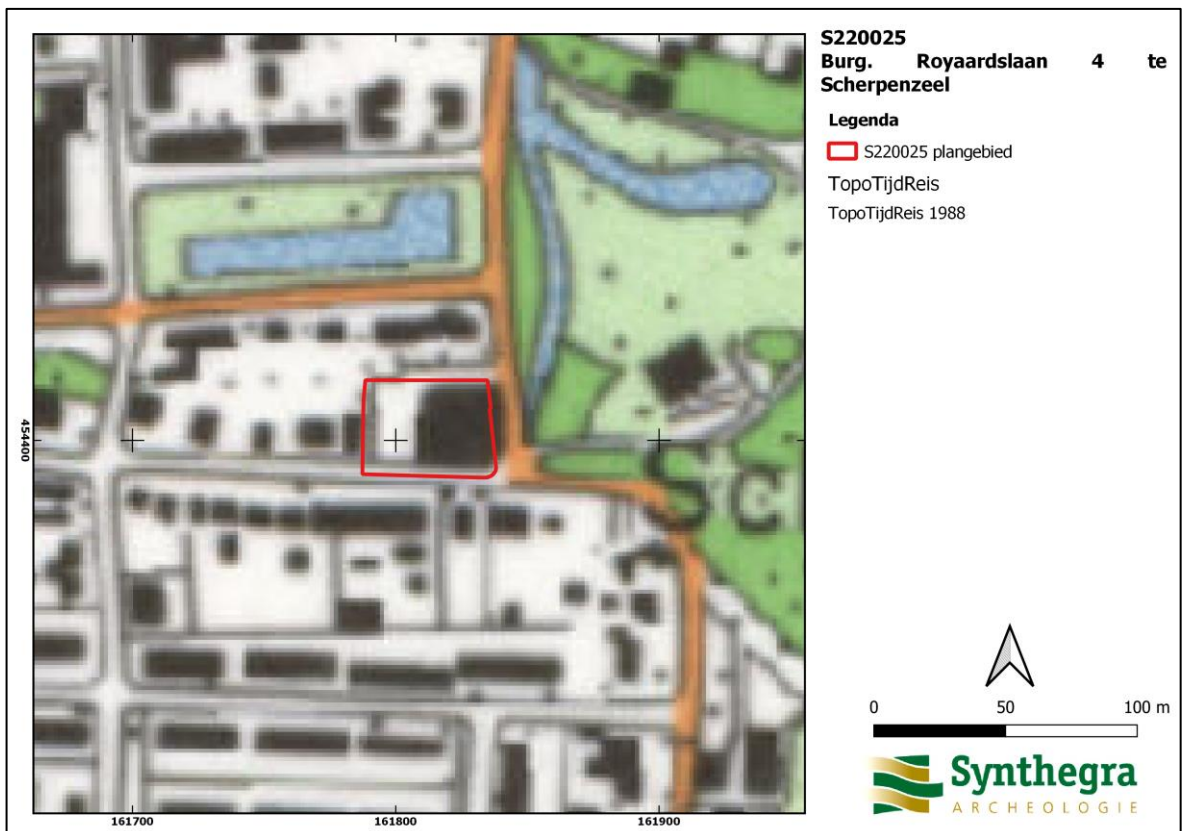 S220025
Burg. Royaardslaan 4 te
Scherpenzeel
Legenda
S220025 plangebied
TopoTijdReis
TopoTijdReis 1988
454400
S C
161700
161800
161900
0 50 100 m
Synthegra
ARCHEOLOGIE